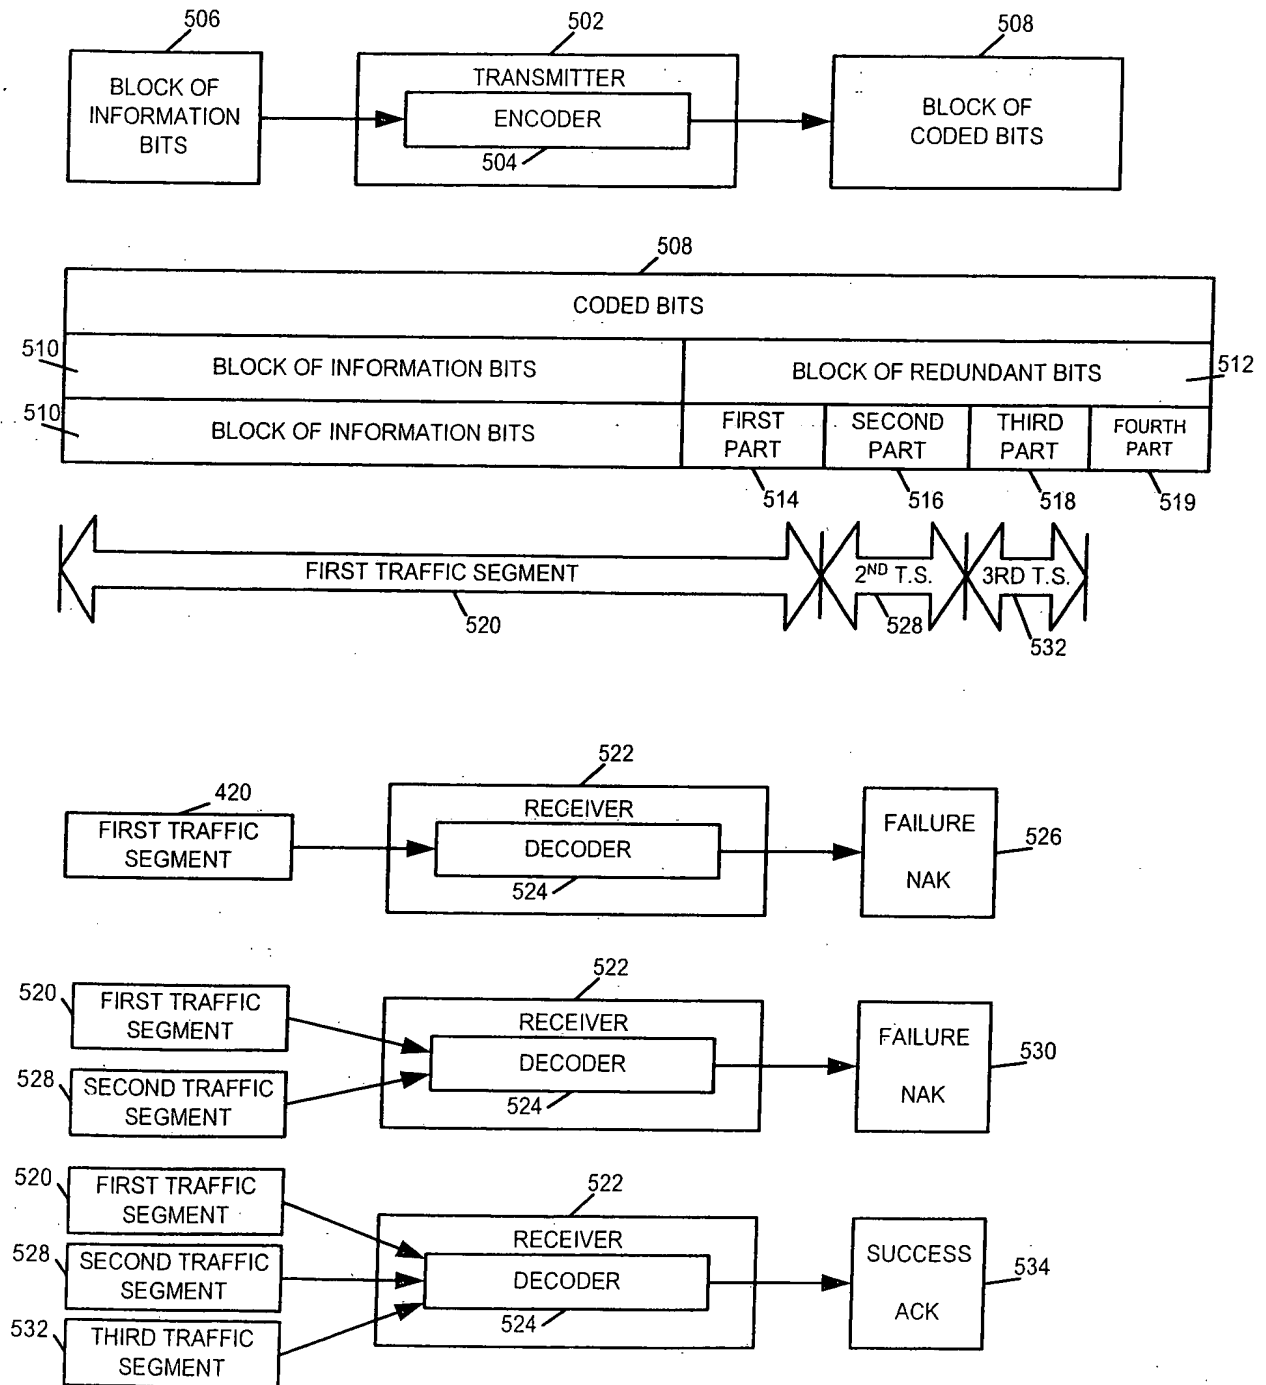 506
502
508
BLOCK OF
INFORMATION
BITS
TRANSMITTER
ENCODER
504
BLOCK OF
CODED BITS
508
CODED BITS
510
BLOCK OF INFORMATION BITS
BLOCK OF REDUNDANT BITS
512
510
BLOCK OF INFORMATION BITS
FIRST
PART
SECOND
PART
THIRD
PART
FOURTH
PART
514
516
518
519
FIRST TRAFFIC SEGMENT
2ND T.S.
3RD T.S.
520
528
532
420
FIRST TRAFFIC
SEGMENT
522
RECEIVER
DECODER
524
FAILURE
NAK
526
520
FIRST TRAFFIC
SEGMENT
528
SECOND TRAFFIC
SEGMENT
522
RECEIVER
DECODER
524
FAILURE
NAK
530
520
FIRST TRAFFIC
SEGMENT
528
SECOND TRAFFIC
SEGMENT
532
THIRD TRAFFIC
SEGMENT
522
RECEIVER
DECODER
524
SUCCESS
ACK
534